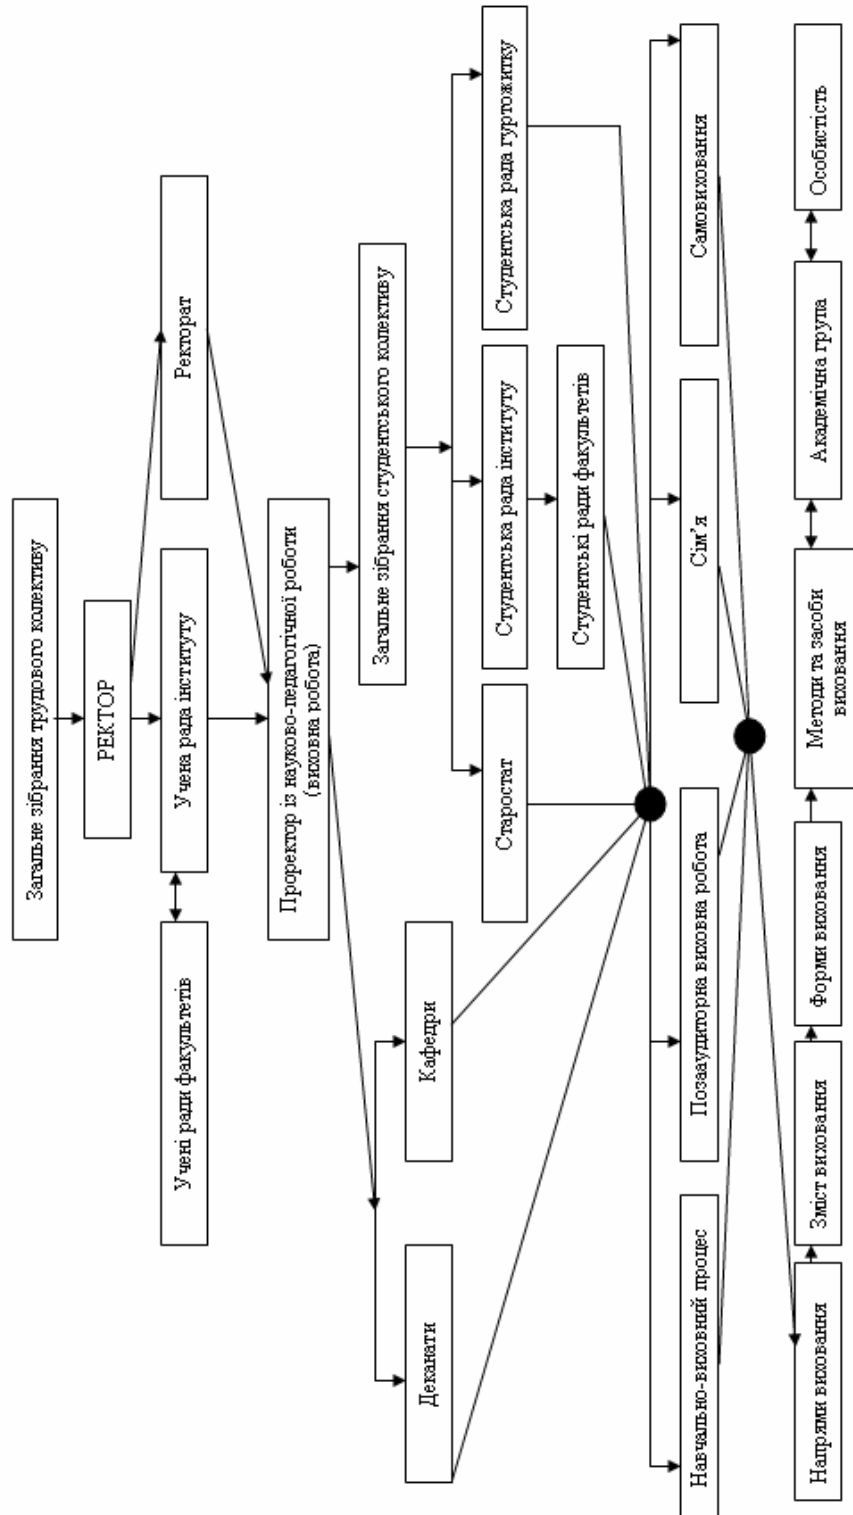 Загальне зібрання трудового колективу
РЕКТОР
Учені ради факультетів
Учена рада інституту
Ректорат
Проректор із науково-педагогічної роботи
(виховна робота)
Загальне зібрання студентського колективу
Деканати
Кафедри
Старостат
Студентська рада інституту
Студентська рада гуртожитку
Студентські ради факультетів
Навчально-виховний процес
Позааудиторна виховна робота
Сім’я
Самовиховання
Напрями виховання
Зміст виховання
Форми виховання
Методи та засоби
виховання
Академічна група
Особистість